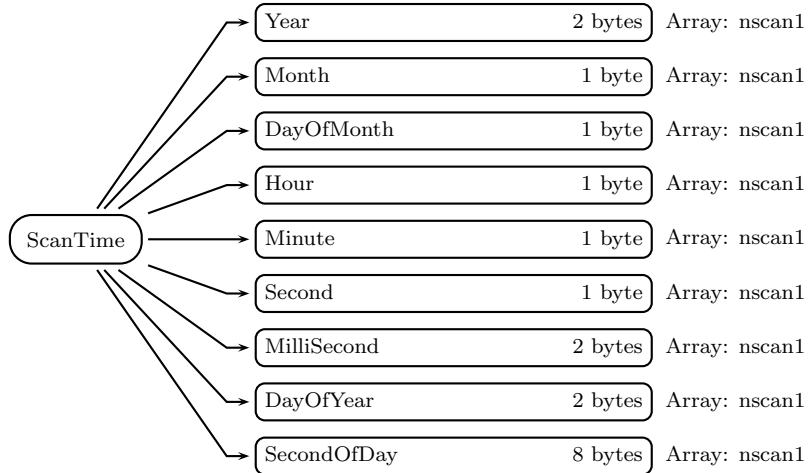 Year 2 bytes Array: nscan1
Month 1 byte Array: nscan1
DayOfMonth 1 byte Array: nscan1
Hour 1 byte Array: nscan1
ScanTime Minute 1 byte Array: nscan1
Second 1 byte Array: nscan1
MilliSecond 2 bytes Array: nscan1
DayOfYear 2 bytes Array: nscan1
SecondOfDay 8 bytes Array: nscan1